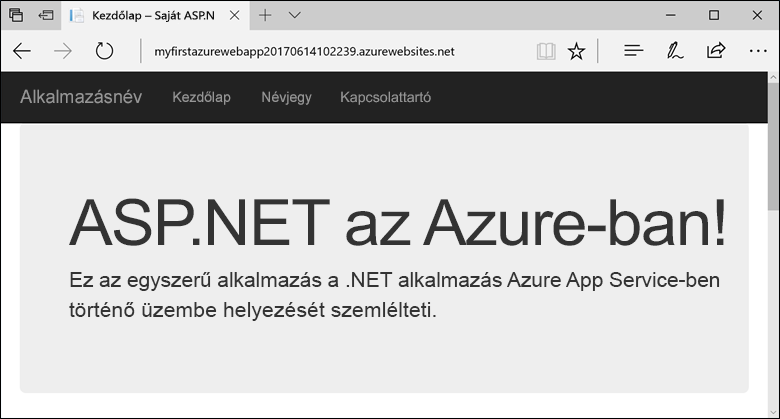 Kezdőlap – Saját ASP.N
myfirstazurewebapp20170614102239.azurewebsites.net
Alkalmazásnév Kezdőlap Névjegy Kapcsolattartó
ASP.NET az Azure-ban!
Ez az egyszerű alkalmazás a .NET alkalmazás Azure App Service-ben
történő üzembe helyezését szemlélteti.